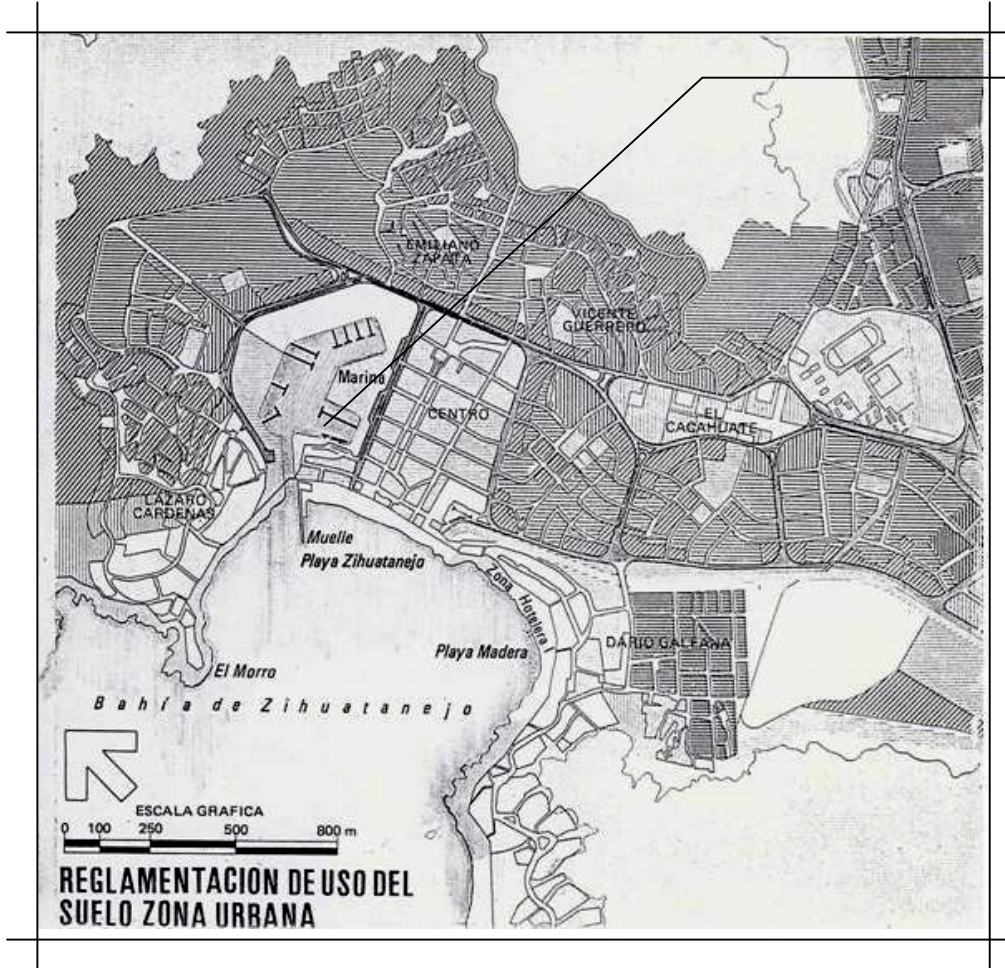 EMILIANO
ZAPATA
VICENTE
GUERRERO
Marina
CENTRO
EL
CACAHUATE
LAZARO
CARDENAS
Muelle
Playa Zihuatanejo
Zona Hotelera
DARIO GALEANA
Playa Madera
El Morro
Bahía de Zihuatanejo
ESCALA GRAFICA
0 100 250 500 800 m
REGLAMENTACION DE USO DEL
SUELO ZONA URBANA